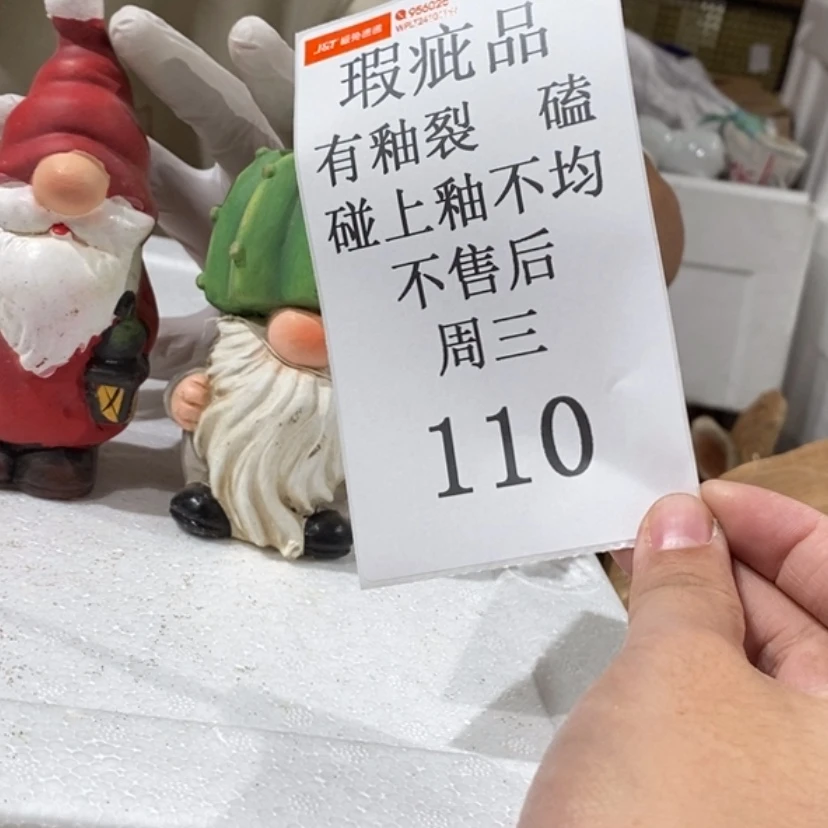 J&T 极兔速递
956025
瑕疵品
有釉裂 磕
碰上釉不均
不售后
周三
110